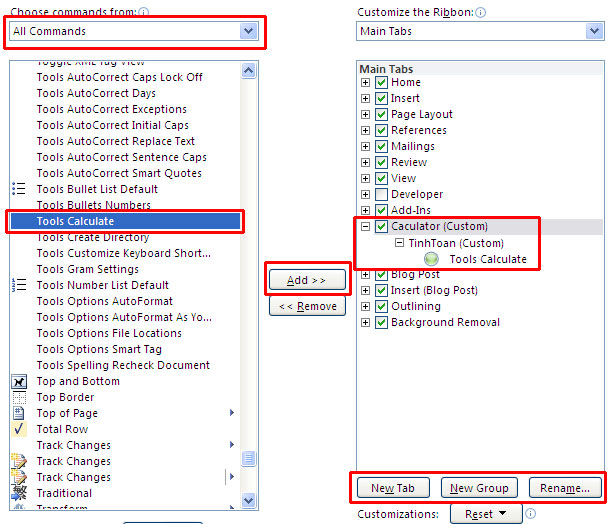 Choose commands from:
All Commands
Toggle XML Tag View
Tools AutoCorrect Caps Lock Off
Tools AutoCorrect Days
Tools AutoCorrect Exceptions
Tools AutoCorrect Initial Caps
Tools AutoCorrect Replace Text
Tools AutoCorrect Sentence Caps
Tools AutoCorrect Smart Quotes
Tools Bullet List Default
Tools Bullets Numbers
Tools Calculate
Tools Create Directory
Tools Customize Keyboard Short...
Tools Gram Settings
Tools Number List Default
Tools Options AutoFormat
Tools Options AutoFormat As Yo...
Tools Options File Locations
Tools Options Smart Tag
Tools Spelling Recheck Document
Top and Bottom
Top Border
Top of Page
Total Row
Track Changes
Track Changes
Track Changes
Traditional
Transform
Add >>
<< Remove
Customize the Ribbon:
Main Tabs
Main Tabs
Home
Insert
Page Layout
References
Mailings
Review
View
Developer
Add-Ins
Caculator (Custom)
TinhToan (Custom)
Tools Calculate
Blog Post
Insert (Blog Post)
Outlining
Background Removal
New Tab
New Group
Rename...
Customizations:
Reset